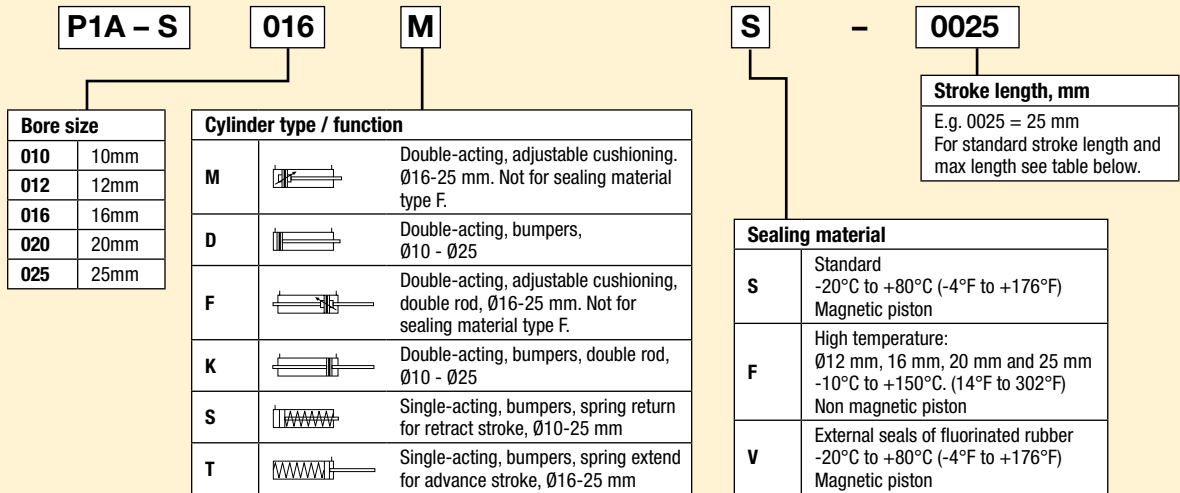 P1A – S 016 M S – 0025
Stroke length, mm
E.g. 0025 = 25 mm
For standard stroke length and
max length see table below.
Bore size
010 10mm
012 12mm
016 16mm
020 20mm
025 25mm
Cylinder type / function
M Double-acting, adjustable cushioning.
Ø16-25 mm. Not for sealing material
type F.
D Double-acting, bumpers,
Ø10 - Ø25
F Double-acting, adjustable cushioning,
double rod, Ø16-25 mm. Not for
sealing material type F.
K Double-acting, bumpers, double rod,
Ø10 - Ø25
S Single-acting, bumpers, spring return
for retract stroke, Ø10-25 mm
T Single-acting, bumpers, spring extend
for advance stroke, Ø16-25 mm
Sealing material
S Standard
-20°C to +80°C (-4°F to +176°F)
Magnetic piston
F High temperature:
Ø12 mm, 16 mm, 20 mm and 25 mm
-10°C to +150°C. (14°F to 302°F)
Non magnetic piston
V External seals of fluorinated rubber
-20°C to +80°C (-4°F to +176°F)
Magnetic piston